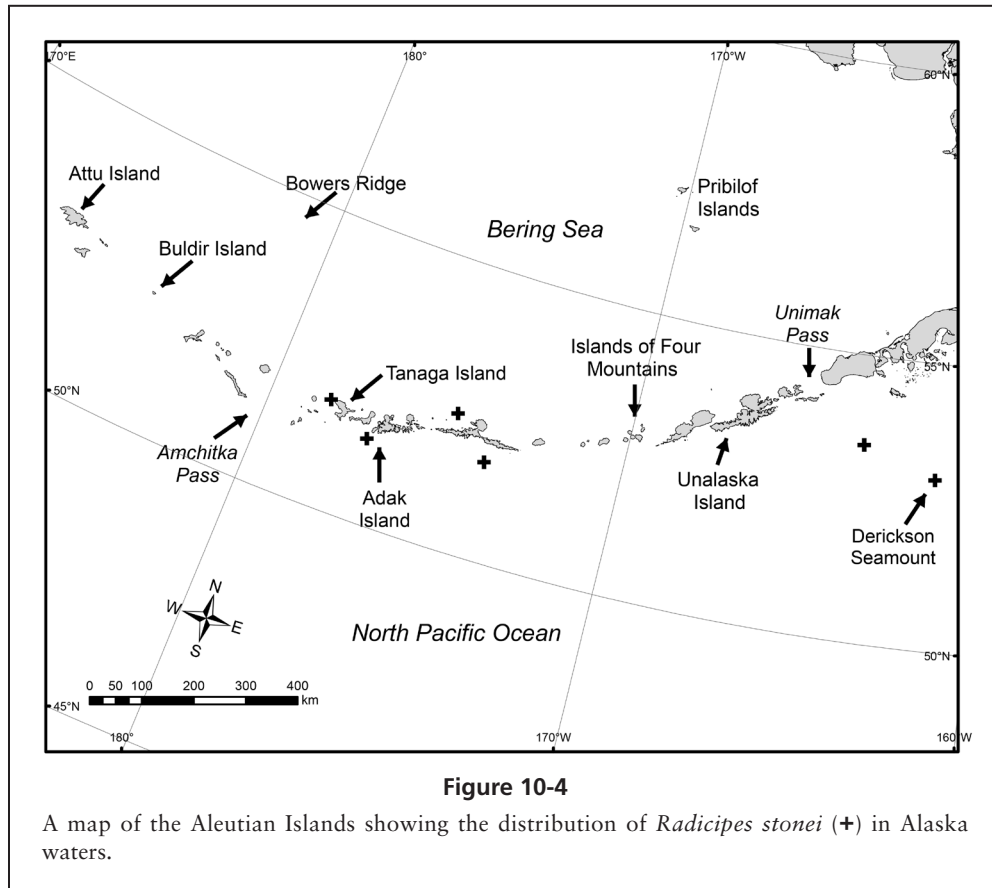 170°E
180°
170°W
60°N
Attu Island
Bowers Ridge
Pribilof
Islands
Bering Sea
Buldir Island
Unimak
Pass
Islands of Four
Mountains
55°N
50°N
Tanaga Island
Amchitka
Pass
Adak
Island
Unalaska
Island
Derickson
Seamount
N
W
E
S
North Pacific Ocean
50°N
0 50 100 200 300 400
km
45°N
180°
170°W
160°W
Figure 10-4
A map of the Aleutian Islands showing the distribution of Radicipes stonei (+) in Alaska
waters.